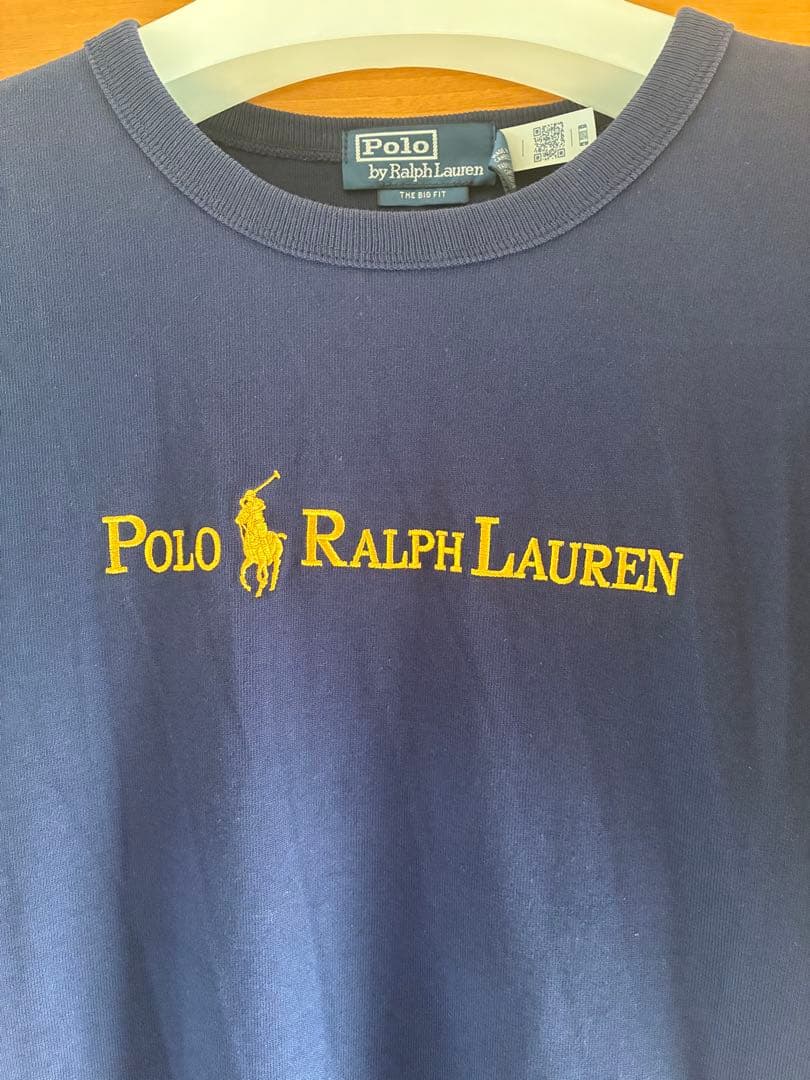 Polo
by Ralph Lauren
THE BIG FIT
POLO RALPH LAUREN